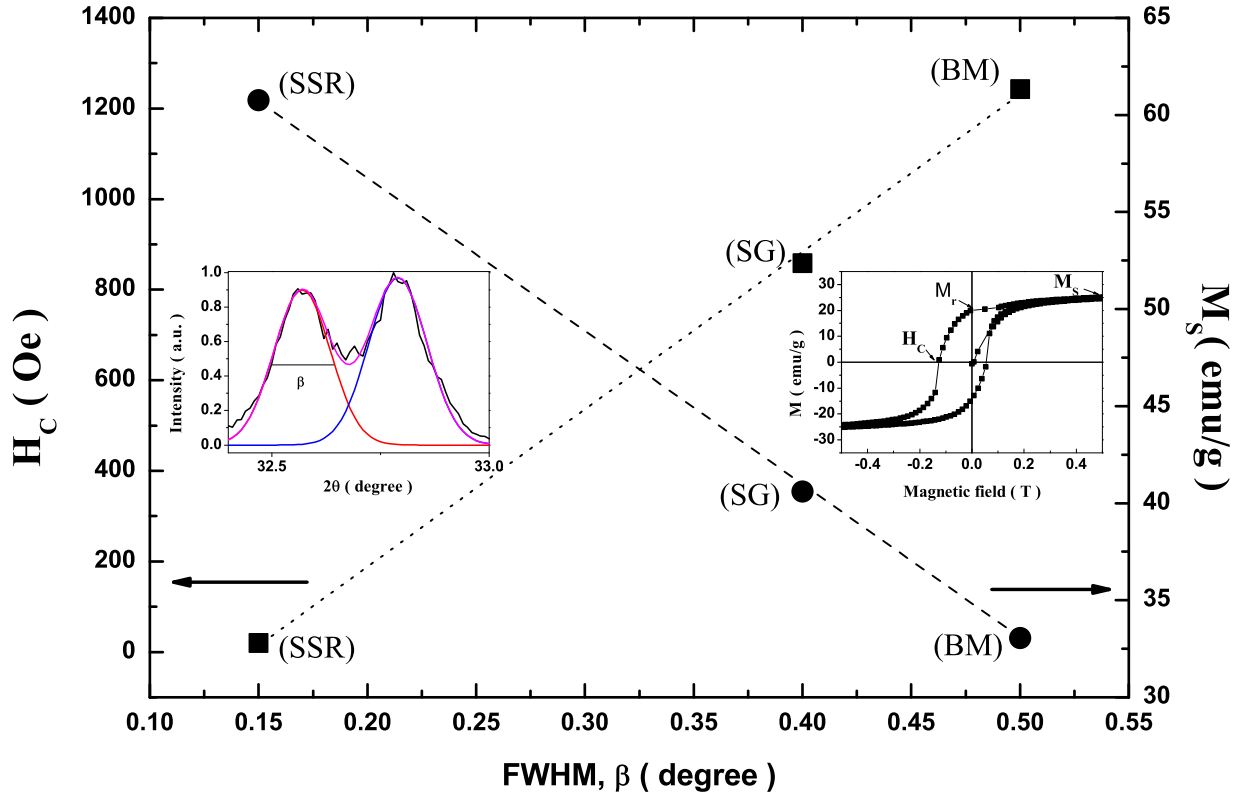 1400
1200
1000
800
600
400
200
0
H_C ( Oe )
65
60
55
50
45
40
35
30
M_S ( emu/g )
(SSR)
(BM)
(SG)
(SG)
(SSR)
(BM)
1.0
0.8
0.6
0.4
0.2
0.0
Intensity ( a.u. )
β
32.5 33.0
2θ ( degree )
30
20
10
0
-10
-20
-30
M ( emu/g )
M_r
M_S
H_C
-0.4 -0.2 0.0 0.2 0.4
Magnetic field ( T )
0.10 0.15 0.20 0.25 0.30 0.35 0.40 0.45 0.50 0.55
FWHM, β ( degree )